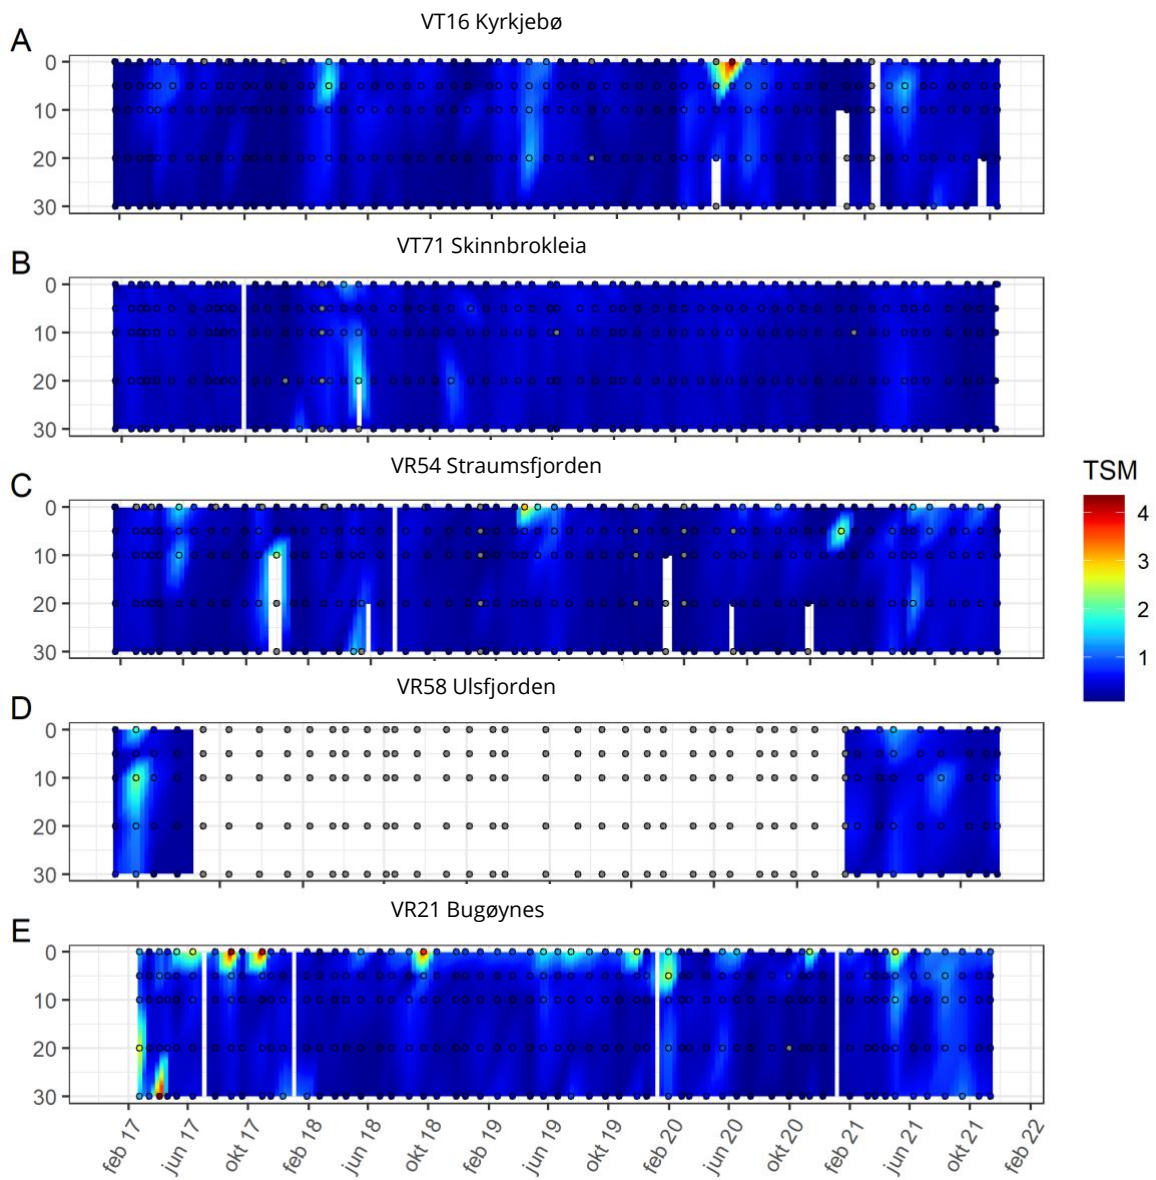 VT16 Kyrkjebø
A
0
10
20
30
VT71 Skinnbrokleia
B
0
10
20
30
VR54 Straumsfjorden
C
0
10
20
30
TSM
4
3
2
1
VR58 Ulsfjorden
D
0
10
20
30
VR21 Bugøynes
E
0
10
20
30
feb 17 jun 17 okt 17 feb 18 jun 18 okt 18 feb 19 jun 19 okt 19 feb 20 jun 20 okt 20 feb 21 jun 21 okt 21 feb 22